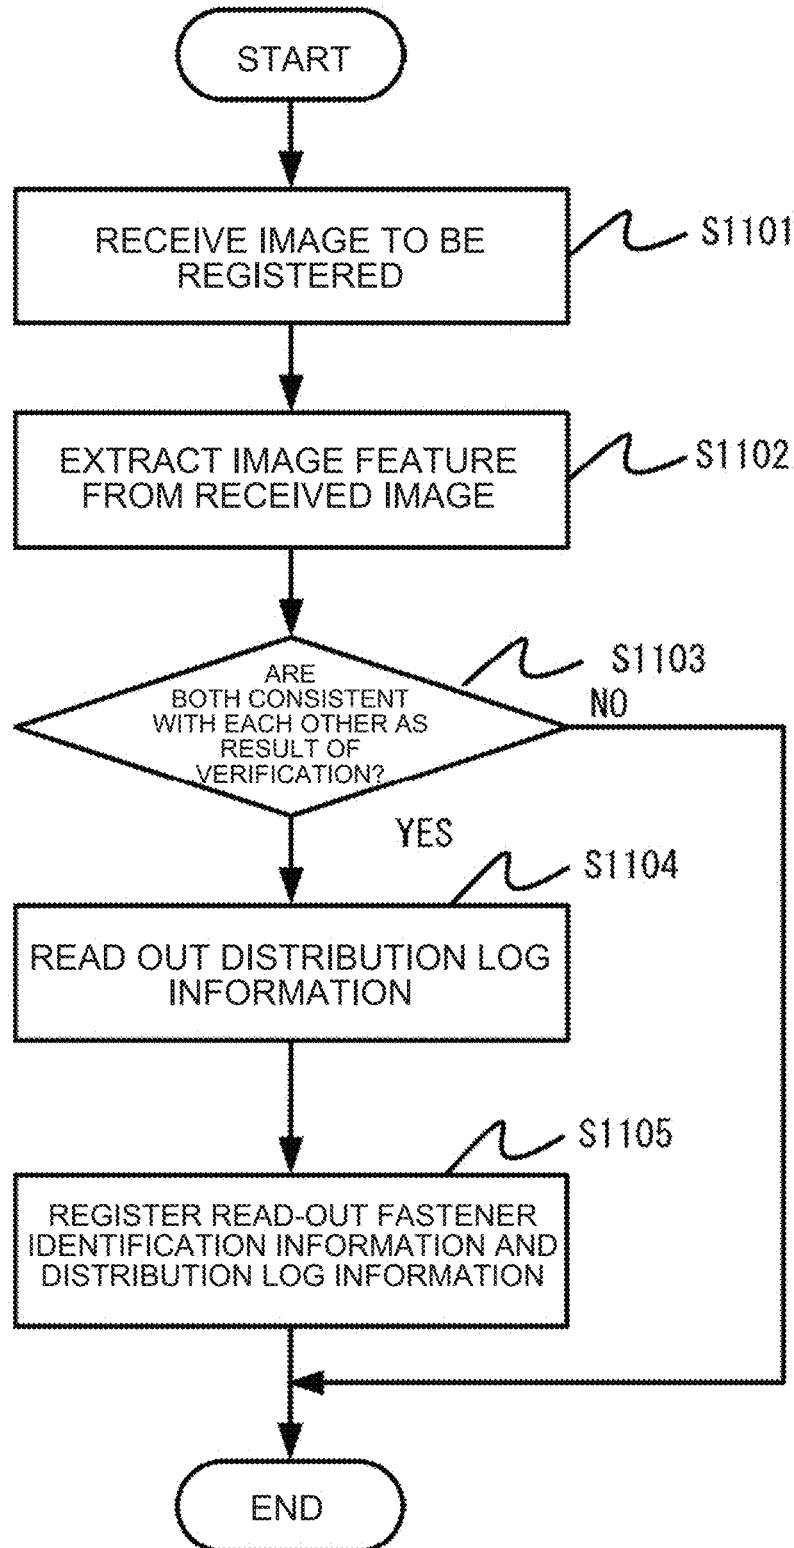 START
RECEIVE IMAGE TO BE
REGISTERED
S1101
EXTRACT IMAGE FEATURE
FROM RECEIVED IMAGE
S1102
ARE
BOTH CONSISTENT
WITH EACH OTHER AS
RESULT OF
VERIFICATION?
S1103
NO
YES
S1104
READ OUT DISTRIBUTION LOG
INFORMATION
S1105
REGISTER READ-OUT FASTENER
IDENTIFICATION INFORMATION AND
DISTRIBUTION LOG INFORMATION
END